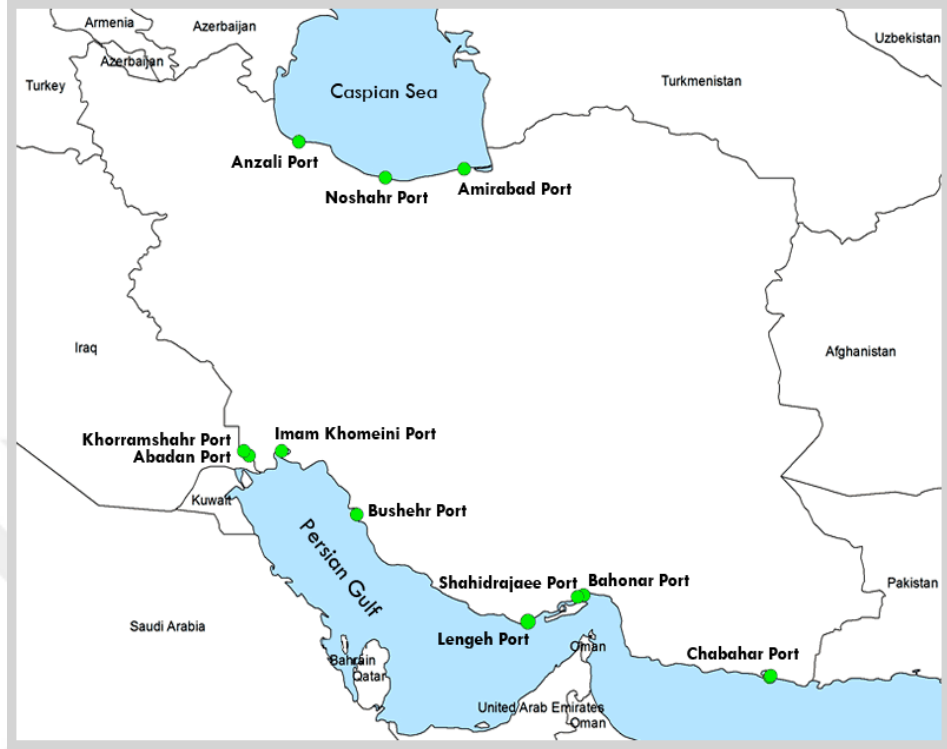 Armenia
Azerbaijan
Uzbekistan
Azerbaijan
Turkey
Turkmenistan
Caspian Sea
Anzali Port
Noshahr Port
Amirabad Port
Iraq
Afghanistan
Khorramshahr Port
Imam Khomeini Port
Abadan Port
Kuwait
Bushehr Port
Persian Gulf
Shahidrajaee Port
Bahonar Port
Pakistan
Saudi Arabia
Lengeh Port
Oman
Chabahar Port
Bahrain
Qatar
United Arab Emirates
Oman